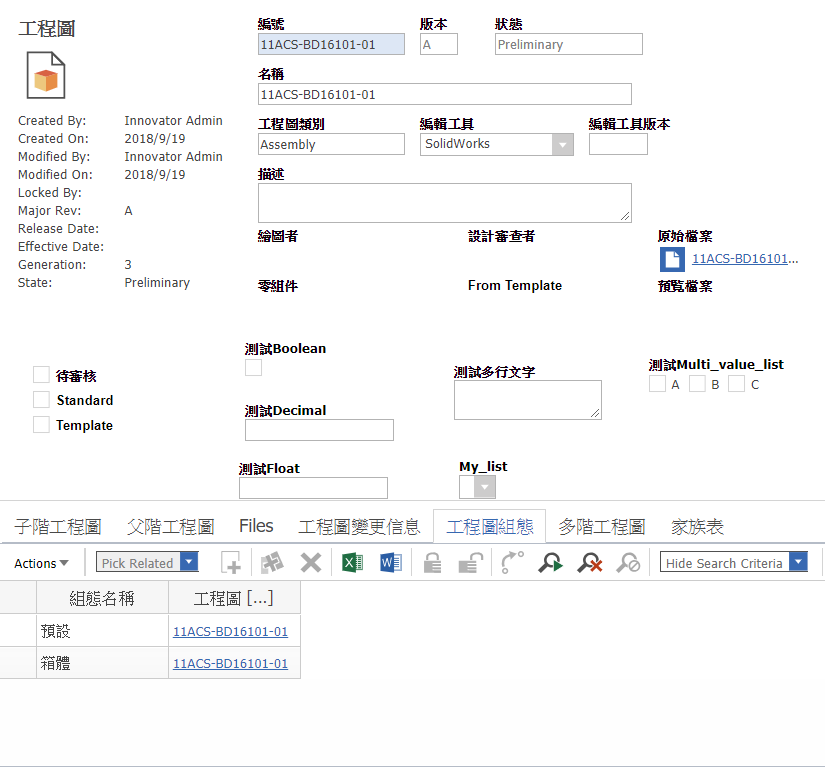 工程圖
編號
版本
狀態
11ACS-BD16101-01
A
Preliminary
名稱
11ACS-BD16101-01
Created By: Innovator Admin
Created On: 2018/9/19
Modified By: Innovator Admin
Modified On: 2018/9/19
Locked By:
Major Rev: A
Release Date:
Effective Date:
Generation: 3
State: Preliminary
工程圖類別
編輯工具
編輯工具版本
Assembly
SolidWorks
描述
繪圖者
設計審查者
原始檔案
11ACS-BD16101...
零組件
From Template
預覧檔案
待審核
Standard
Template
測試Boolean
測試多行文字
測試Multi_value_list
A B C
測試Decimal
測試Float
My_list
子階工程圖 父階工程圖 Files 工程圖變更信息 工程圖組態 多階工程圖 家族表
Actions Pick Related Hide Search Criteria
組態名稱 工程圖 [...]
預設 11ACS-BD16101-01
箱體 11ACS-BD16101-01